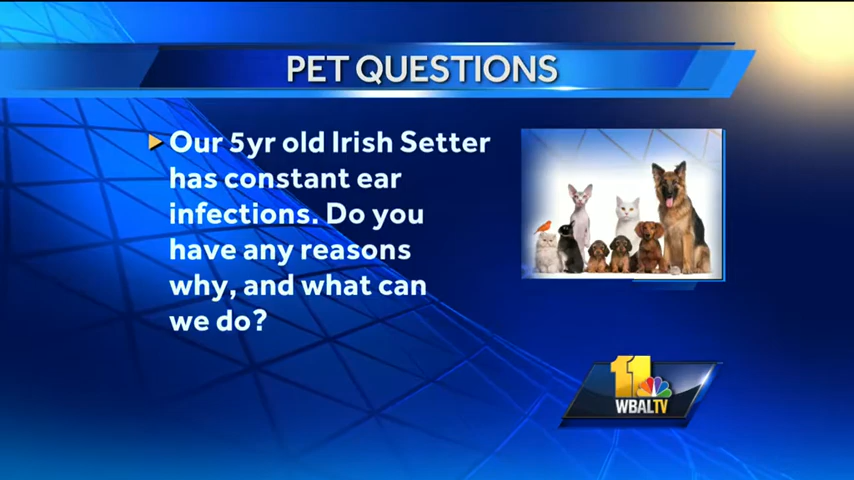 PET QUESTIONS
Our 5yr old Irish Setter
has constant ear
infections. Do you
have any reasons
why, and what can
we do?
11
WBALTV